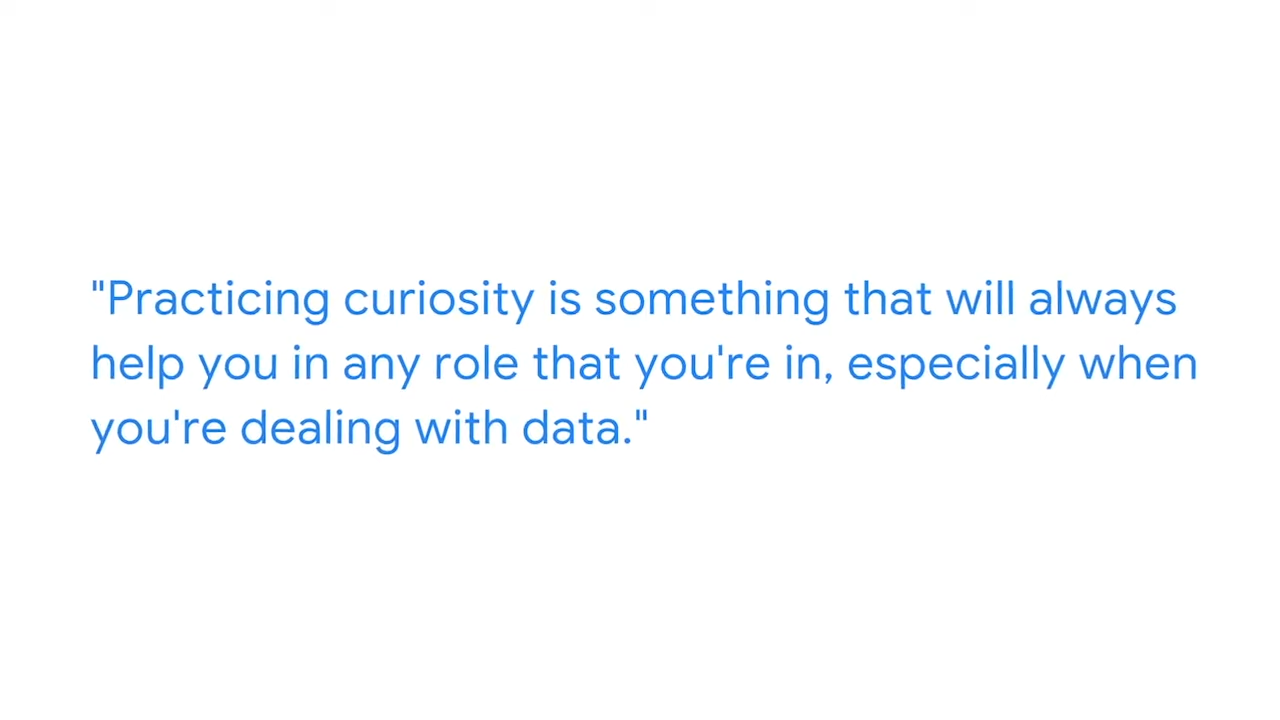 "Practicing curiosity is something that will always
help you in any role that you're in, especially when
you're dealing with data."